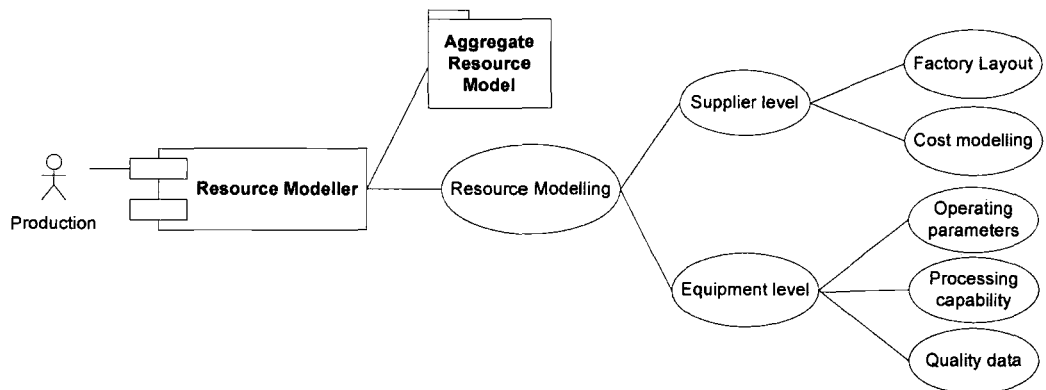 Production
Resource Modeller
Aggregate
Resource
Model
Resource Modelling
Supplier level
Equipment level
Factory Layout
Cost modelling
Operating
parameters
Processing
capability
Quality data